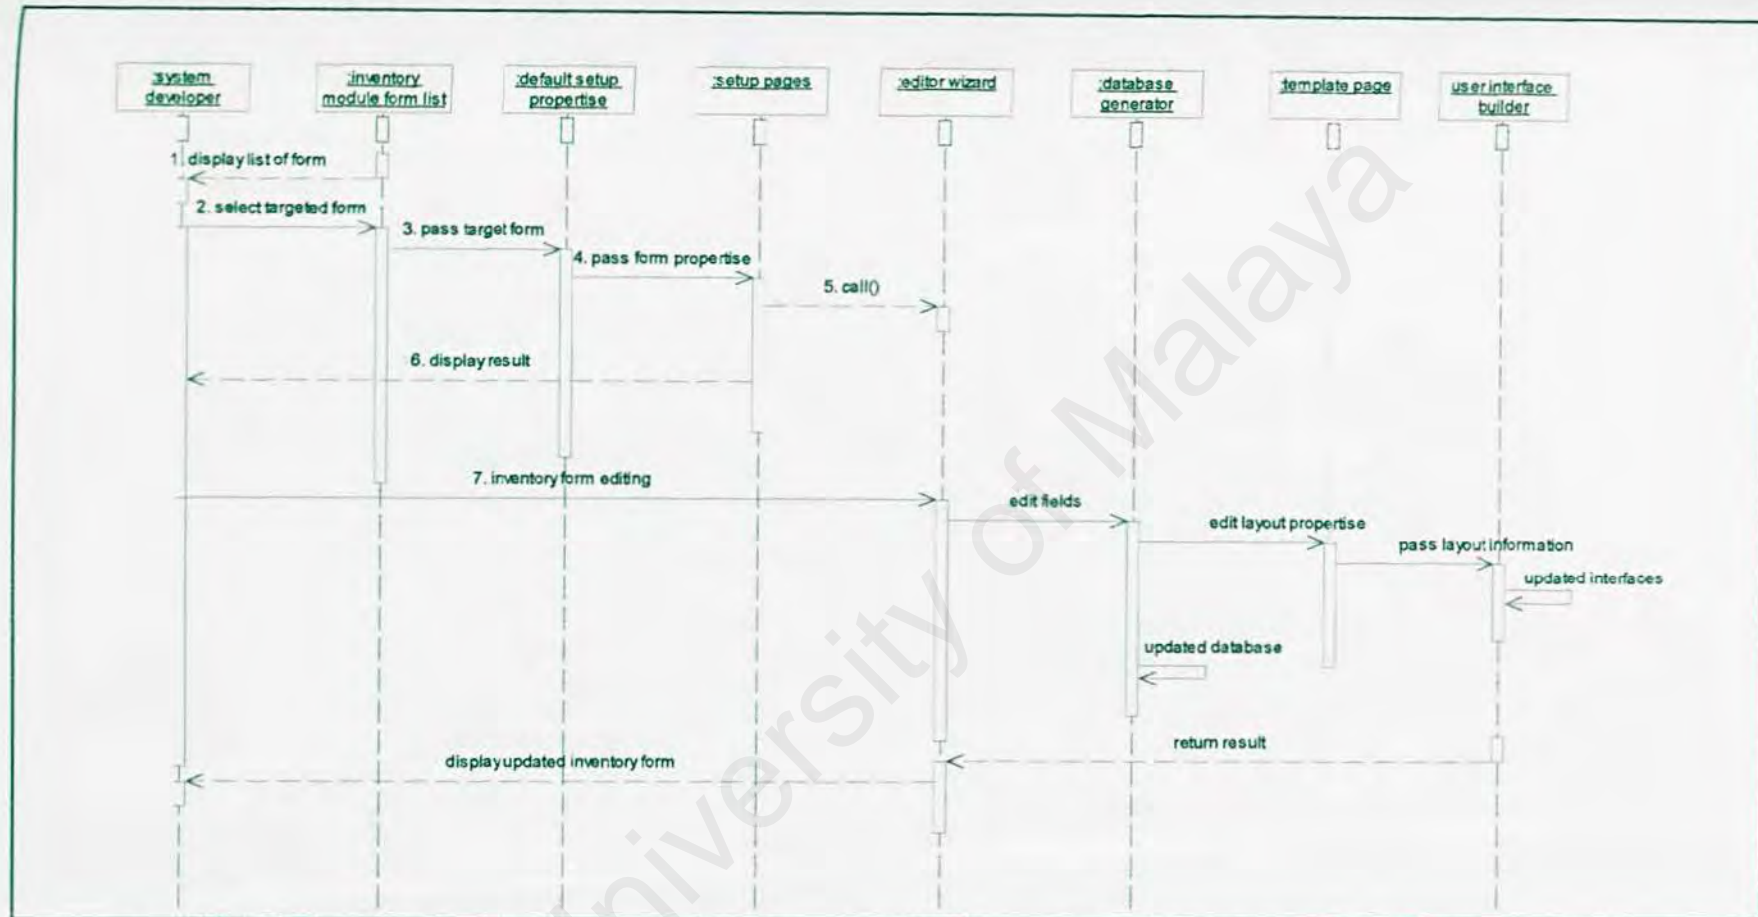 :system
developer
:inventory
module form list
:default setup
propertise
:setup pages
:editor wizard
:database
generator
:template page
user interface
builder
1. display list of form
2. select targeted form
3. pass target form
4. pass form propertise
5. call()
6. display result
7. inventory form editing
edit fields
edit layout propertise
pass layout information
updated interfaces
updated database
return result
display updated inventory form
University of Malaya